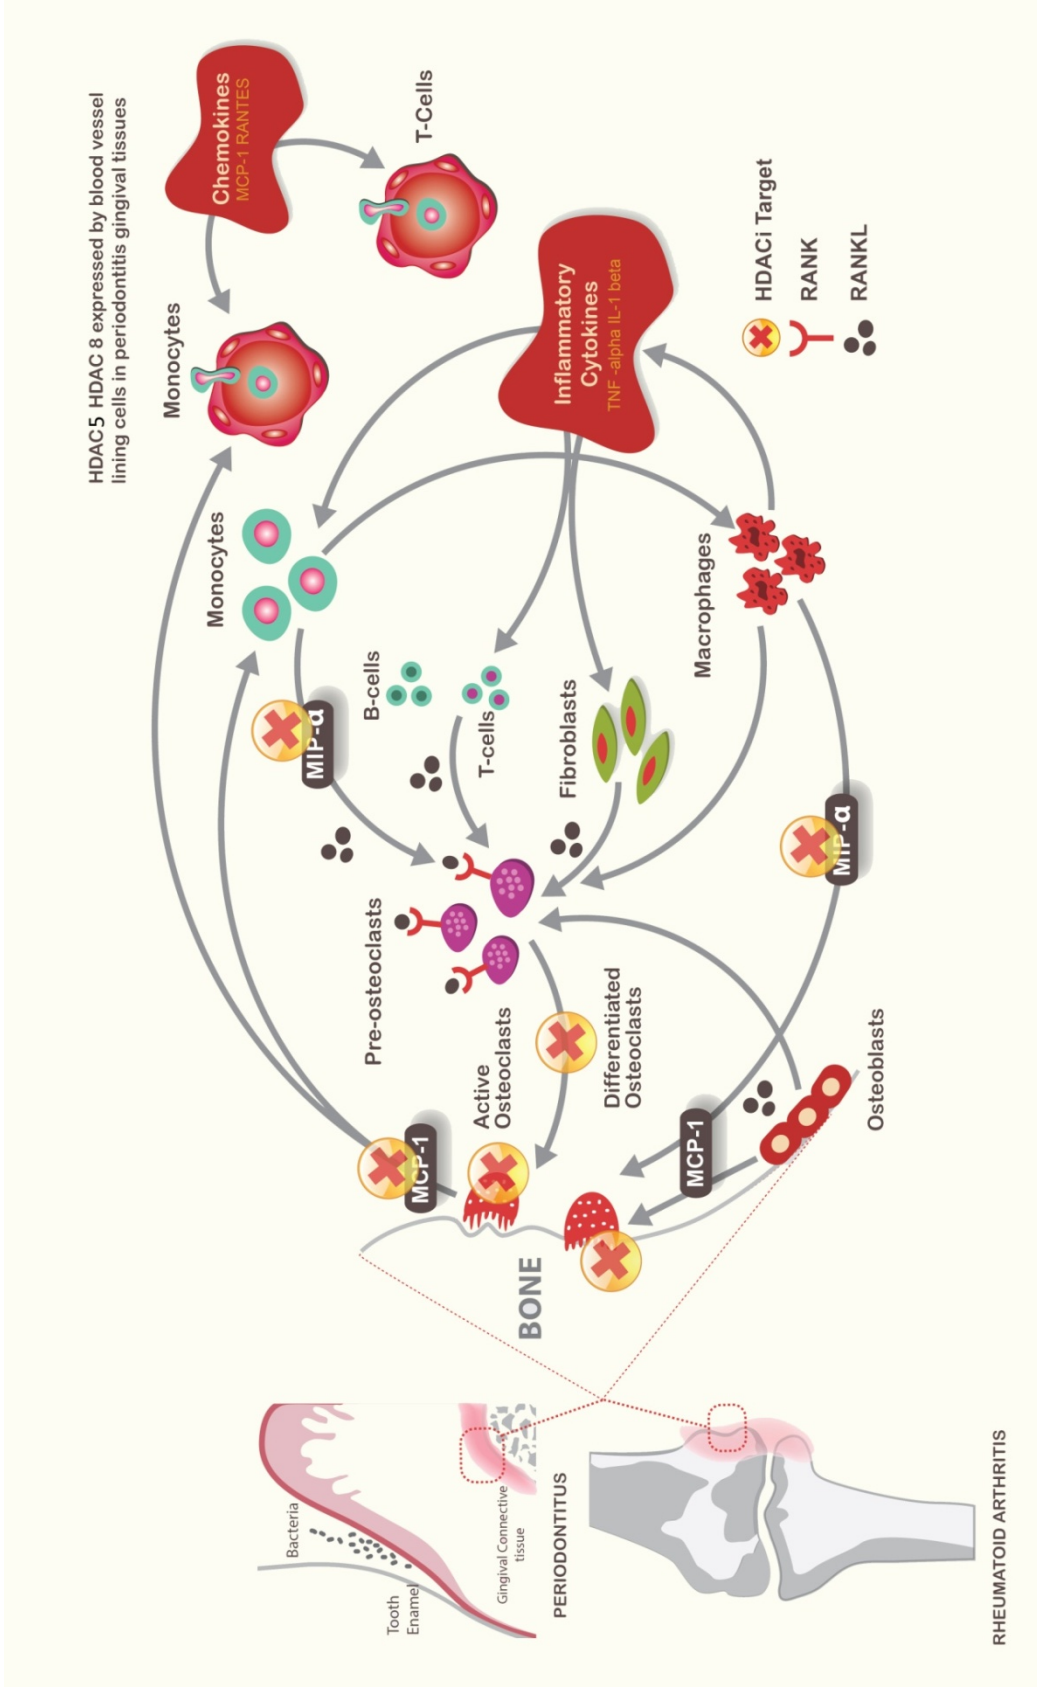 HDAC5 HDAC 8 expressed by blood vessel
lining cells in periodontitis gingival tissues
Chemokines
MCP-1 RANTES
Monocytes
T-Cells
Monocytes
Inflammatory
Cytokines
TNF -alpha IL-1 beta
HDACi Target
RANK
RANKL
MIP-α
B-cells
T-cells
Fibroblasts
Macrophages
MIP-α
Pre-osteoclasts
Active
Osteoclasts
Differentiated
Osteoclasts
MCP-1
MCP-1
Osteoblasts
BONE
Bacteria
Tooth
Enamel
Gingival Connective
tissue
PERIODONTITUS
RHEUMATOID ARTHRITIS